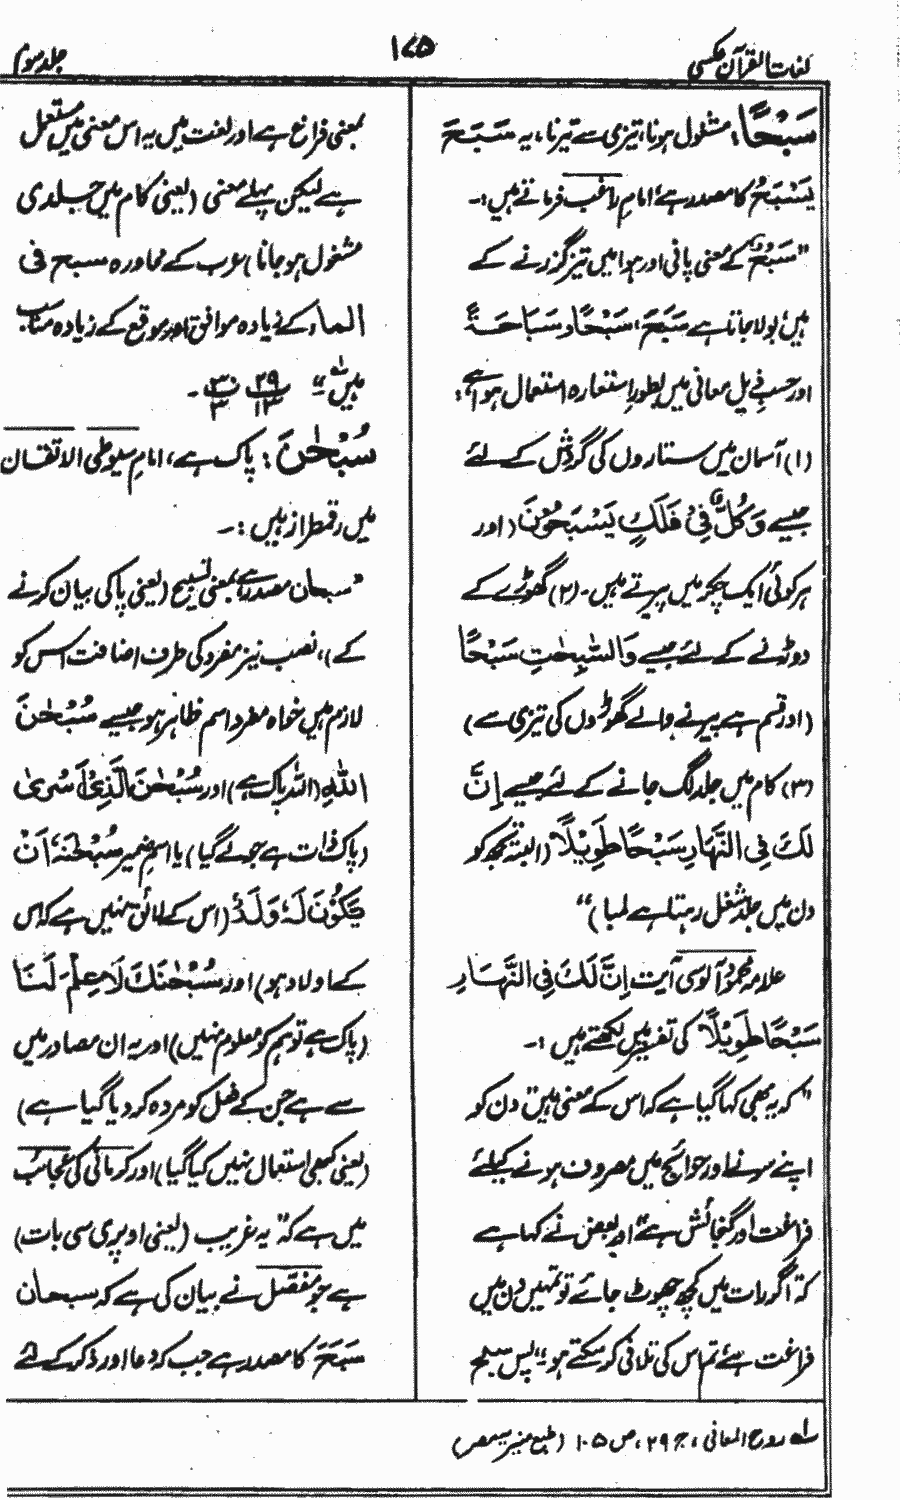 لغات القرآن عکسی
۱۷۵
جلد سوم
سَبْحًا: مشغول ہونا، تیزی سے تیرنا، یہ سَبَحَ
یَسْبَحُ کا مصدر ہے، امام راغب فرماتے ہیں:-
”سَبْحٌ کے معنی پانی اور ہوا میں تیز گزرنے کے
ہیں، بولا جاتا ہے سَبَحَ، سَبْحًا و سَبَاحَۃً
اور حسبِ ذیل معانی میں بطور استعارہ استعمال ہوا ہے:
(۱) آسمان میں ستاروں کی گردش کے لئے
جیسے وَکُلٌّ فِیْ فَلَکٍ یَسْبَحُوْنَ (اور
ہر کوئی ایک چکر میں پیرتے ہیں۔ (۲) گھوڑے کے
دوڑنے کے لئے جیسے وَالسّٰبِحٰتِ سَبْحًا
(اور قسم ہے پیرنے والے گھوڑوں کی تیزی سے)
(۳) کام میں جلد لگ جانے کے لئے جیسے اِنَّ
لَکَ فِی النَّھَارِ سَبْحًا طَوِیْلًا (البتہ تجھ کو
دن میں جلد شغل رہتا ہے لمبا)“
علامہ محمود آلوسی آیت اِنَّ لَکَ فِی النَّھَارِ
سَبْحًا طَوِیْلًا کی تفسیر میں لکھتے ہیں:-
”کہ یہ بھی کہا گیا ہے کہ اس کے معنی ہیں دن کو
اپنے سونے اور حوائج میں مصروف ہونے کیلئے
فراغت اور گنجائش ہے، اور بعض نے کہا ہے
کہ اگر رات میں کچھ چھوٹ جائے تو تمہیں دن میں
فراغت ہے، تم اس کی تلافی کر سکتے ہو“ پس سبح
بمعنی فراغ ہے اور لغت میں یہ اس معنی میں مستعمل
ہے لیکن پہلے معنی (یعنی کام میں جلدی
مشغول ہو جانا) عرب کے محاورہ سبح فی
الماء کے زیادہ موافق اور موقع کے زیادہ مناسب
ہیں“ ۲۹/۱۳ ۳۰/۳ ۔
سُبْحٰنَ: پاک ہے، امام سیوطی الاتقان
میں رقمطراز ہیں:-
”سبحان مصدر ہے بمعنی تسبیح (یعنی پاکی بیان کرنے
کے)، نصب نیز مفرد کی طرف اضافت اس کو
لازم ہیں خواہ مفرد اسم ظاہر ہو جیسے سُبْحٰنَ
اللّٰہِ (اللہ پاک ہے) اور سُبْحٰنَ الَّذِیْ اَسْرٰی
(پاک ذات ہے جو لے گیا) یا اسم ضمیر سُبْحٰنَہٗ اَنْ
یَّکُوْنَ لَہٗ وَلَدٌ (اس کے لائق نہیں ہے کہ اس
کے اولاد ہو) اور سُبْحٰنَکَ لَا عِلْمَ لَنَا
(پاک ہے تو ہم کو معلوم نہیں) اور یہ ان مصادر میں
سے ہے جن کے فعل کو مردہ کر دیا گیا ہے)
(یعنی کبھی استعمال نہیں کیا گیا) اور کرمانی کی عجائب
میں ہے کہ” یہ غریب (یعنی اوپری سی بات)
ہے جو مفصل نے بیان کی ہے کہ سبحان
سَبَحَ کا مصدر ہے جب کہ دعا اور ذکر کے لئے
لہ روح المعانی، ج ۲۹، ص ۱۰۵ (طبع منیر مصر)